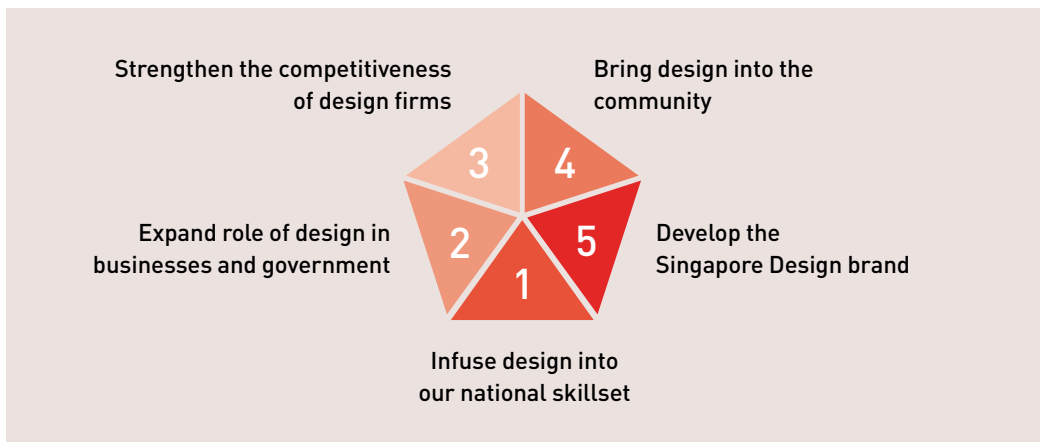 Strengthen the competitiveness
of design firms
Bring design into the
community
3
4
Expand role of design in
businesses and government
2
5
Develop the
Singapore Design brand
1
Infuse design into
our national skillset